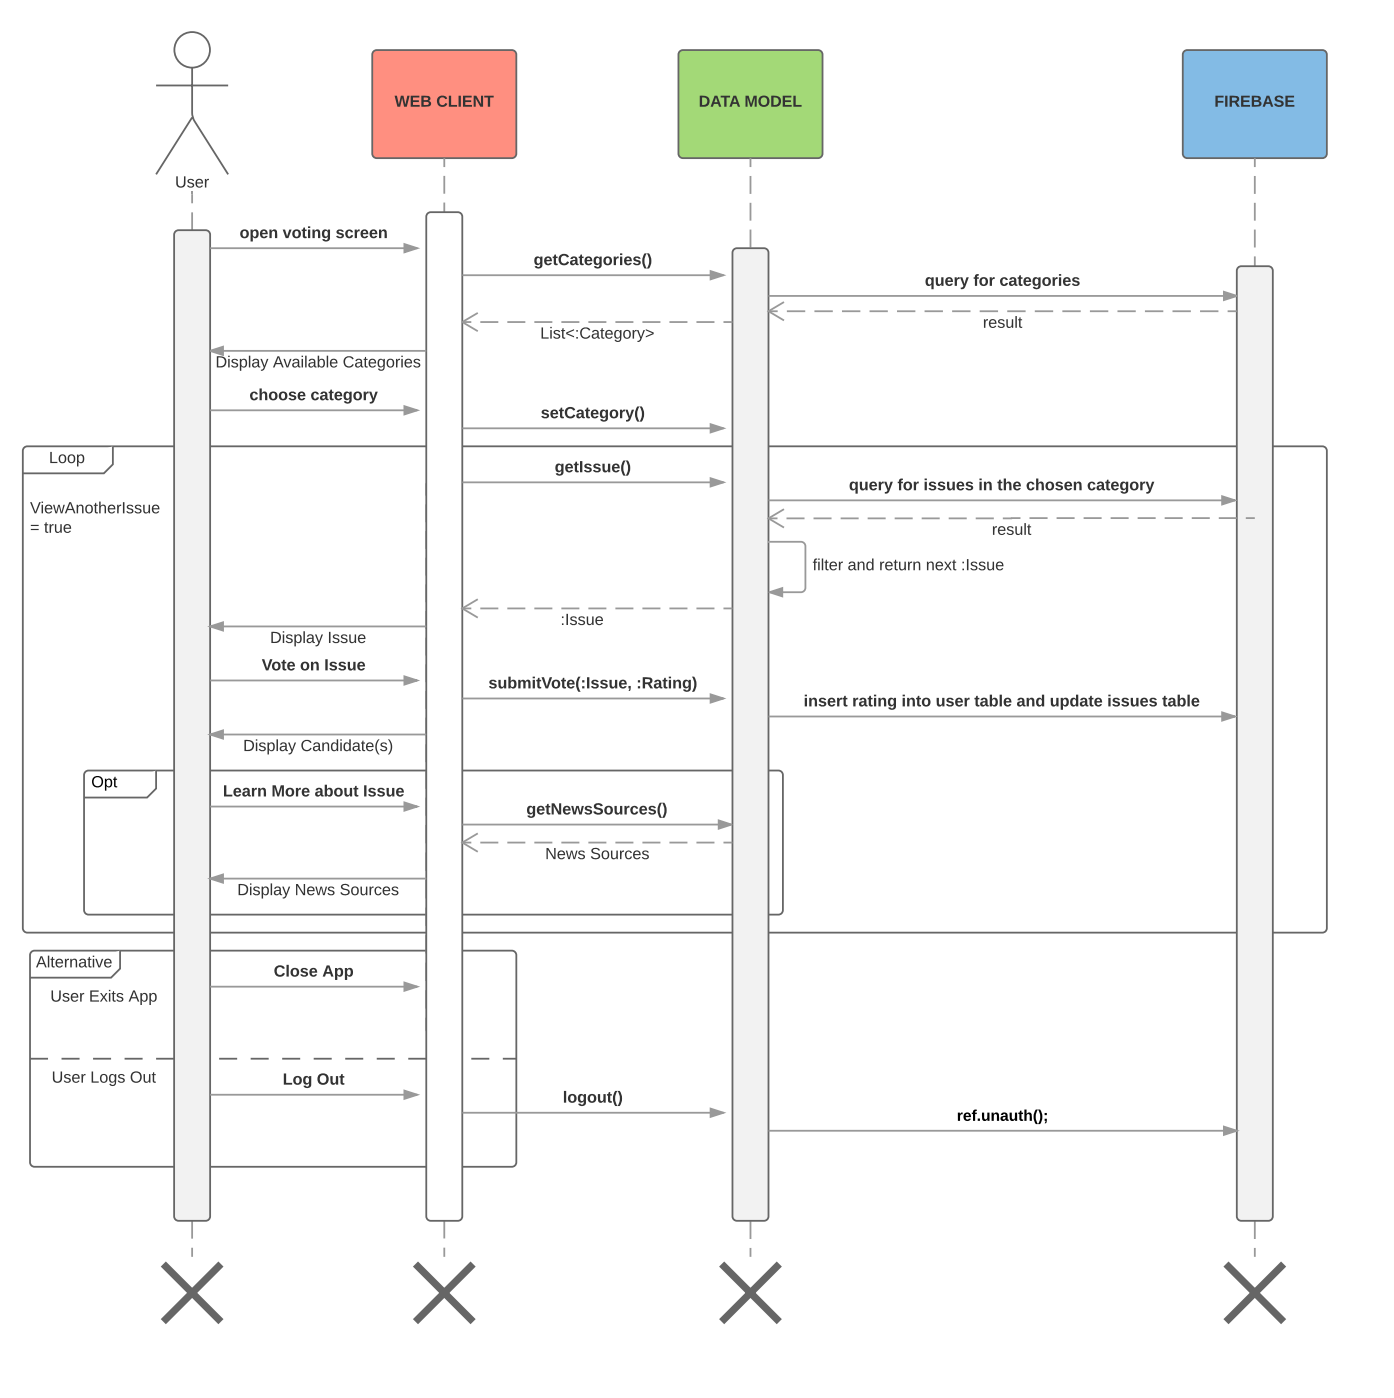 WEB CLIENT
DATA MODEL
FIREBASE
User
open voting screen
getCategories()
query for categories
result
List<:Category>
Display Available Categories
choose category
setCategory()
Loop
getIssue()
query for issues in the chosen category
ViewAnotherIssue
= true
result
filter and return next :Issue
:Issue
Display Issue
Vote on Issue
submitVote(:Issue, :Rating)
insert rating into user table and update issues table
Display Candidate(s)
Opt
Learn More about Issue
getNewsSources()
News Sources
Display News Sources
Alternative
Close App
User Exits App
User Logs Out
Log Out
logout()
ref.unauth();